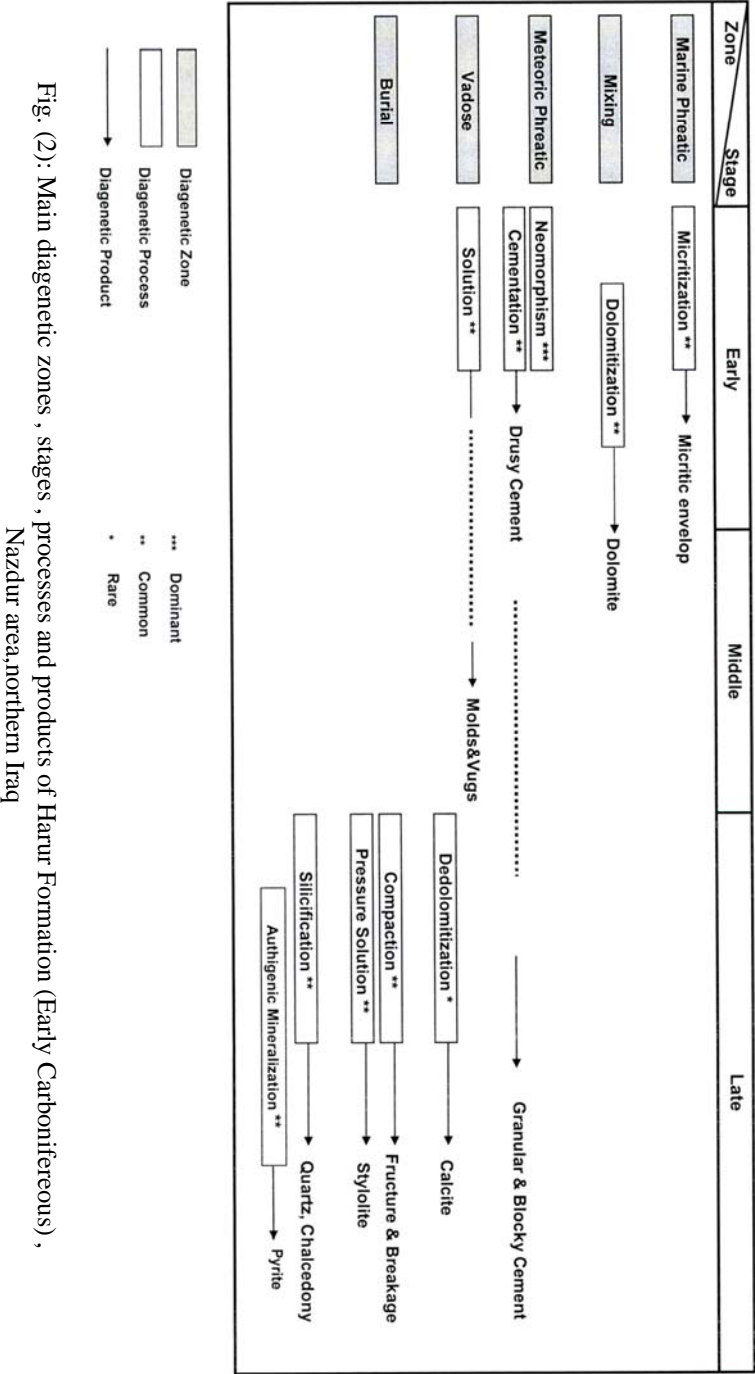 Zone
Stage
Early
Middle
Late
Marine Phreatic
Micritization **
Micritic envelop
Mixing
Dolomitization **
Dolomite
Meteoric Phreatic
Neomorphism ***
Cementation **
Drusy Cement
Granular & Blocky Cement
Vadose
Solution **
Molds&Vugs
Dedolomitization *
Calcite
Burial
Compaction **
Fructure & Breakage
Pressure Solution **
Stylolite
Silicification **
Quartz, Chalcedony
Authigenic Mineralization **
Pyrite
Diagenetic Zone
Diagenetic Process
Diagenetic Product
*** Dominant
** Common
* Rare
Fig. (2): Main diagenetic zones , stages , processes and products of Harur Formation (Early Carbonifereous) ,
Nazdur area,northern Iraq